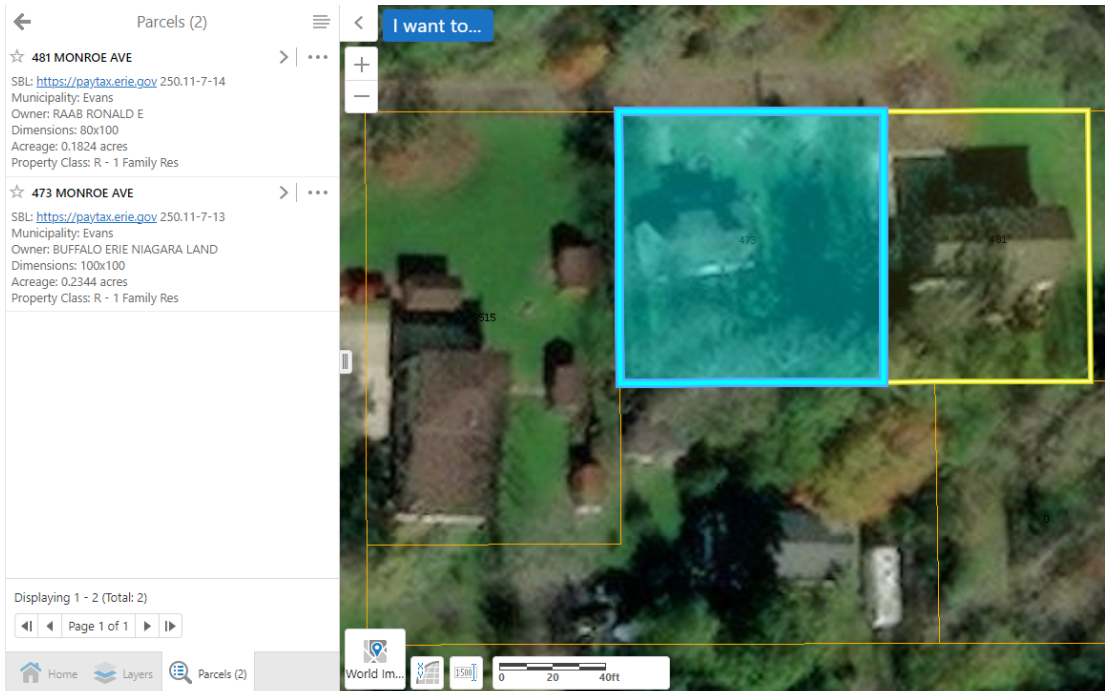 Parcels (2)
I want to...
481 MONROE AVE
SBL: https://paytax.erie.gov 250.11-7-14
Municipality: Evans
Owner: RAAB RONALD E
Dimensions: 80x100
Acreage: 0.1824 acres
Property Class: R - 1 Family Res
473 MONROE AVE
SBL: https://paytax.erie.gov 250.11-7-13
Municipality: Evans
Owner: BUFFALO ERIE NIAGARA LAND
Dimensions: 100x100
Acreage: 0.2344 acres
Property Class: R - 1 Family Res
473
481
Displaying 1 - 2 (Total: 2)
Page 1 of 1
Home
Layers
Parcels (2)
World Im...
1:500
0 20 40ft